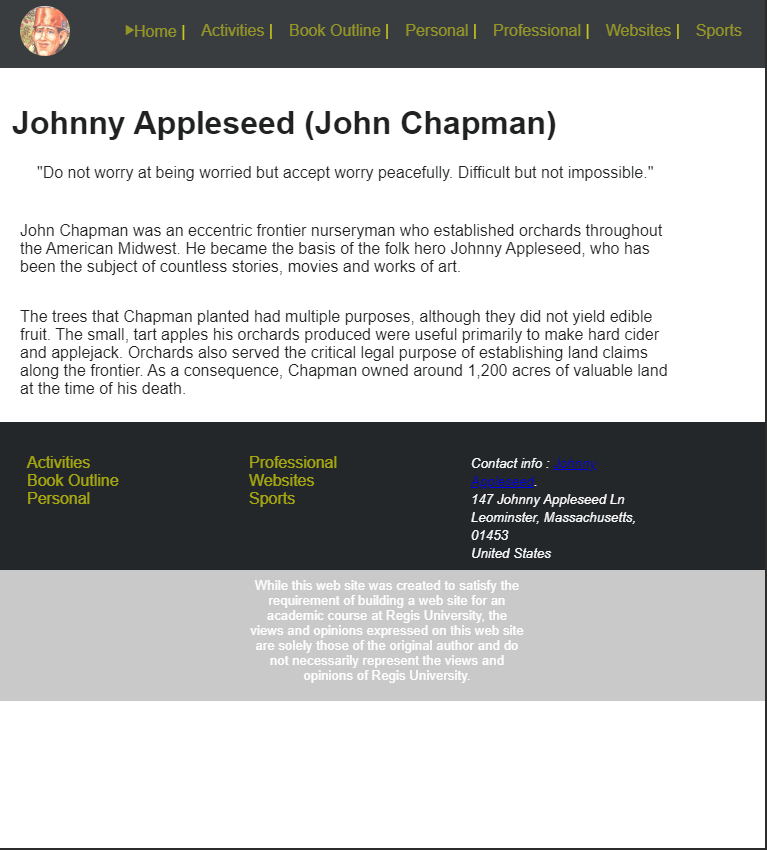 Home | Activities | Book Outline | Personal | Professional | Websites | Sports
Johnny Appleseed (John Chapman)
"Do not worry at being worried but accept worry peacefully. Difficult but not impossible."
John Chapman was an eccentric frontier nurseryman who established orchards throughout
the American Midwest. He became the basis of the folk hero Johnny Appleseed, who has
been the subject of countless stories, movies and works of art.
The trees that Chapman planted had multiple purposes, although they did not yield edible
fruit. The small, tart apples his orchards produced were useful primarily to make hard cider
and applejack. Orchards also served the critical legal purpose of establishing land claims
along the frontier. As a consequence, Chapman owned around 1,200 acres of valuable land
at the time of his death.
Activities
Book Outline
Personal
Professional
Websites
Sports
Contact info : Johnny
Appleseed.
147 Johnny Appleseed Ln
Leominster, Massachusetts,
01453
United States
While this web site was created to satisfy the
requirement of building a web site for an
academic course at Regis University, the
views and opinions expressed on this web site
are solely those of the original author and do
not necessarily represent the views and
opinions of Regis University.